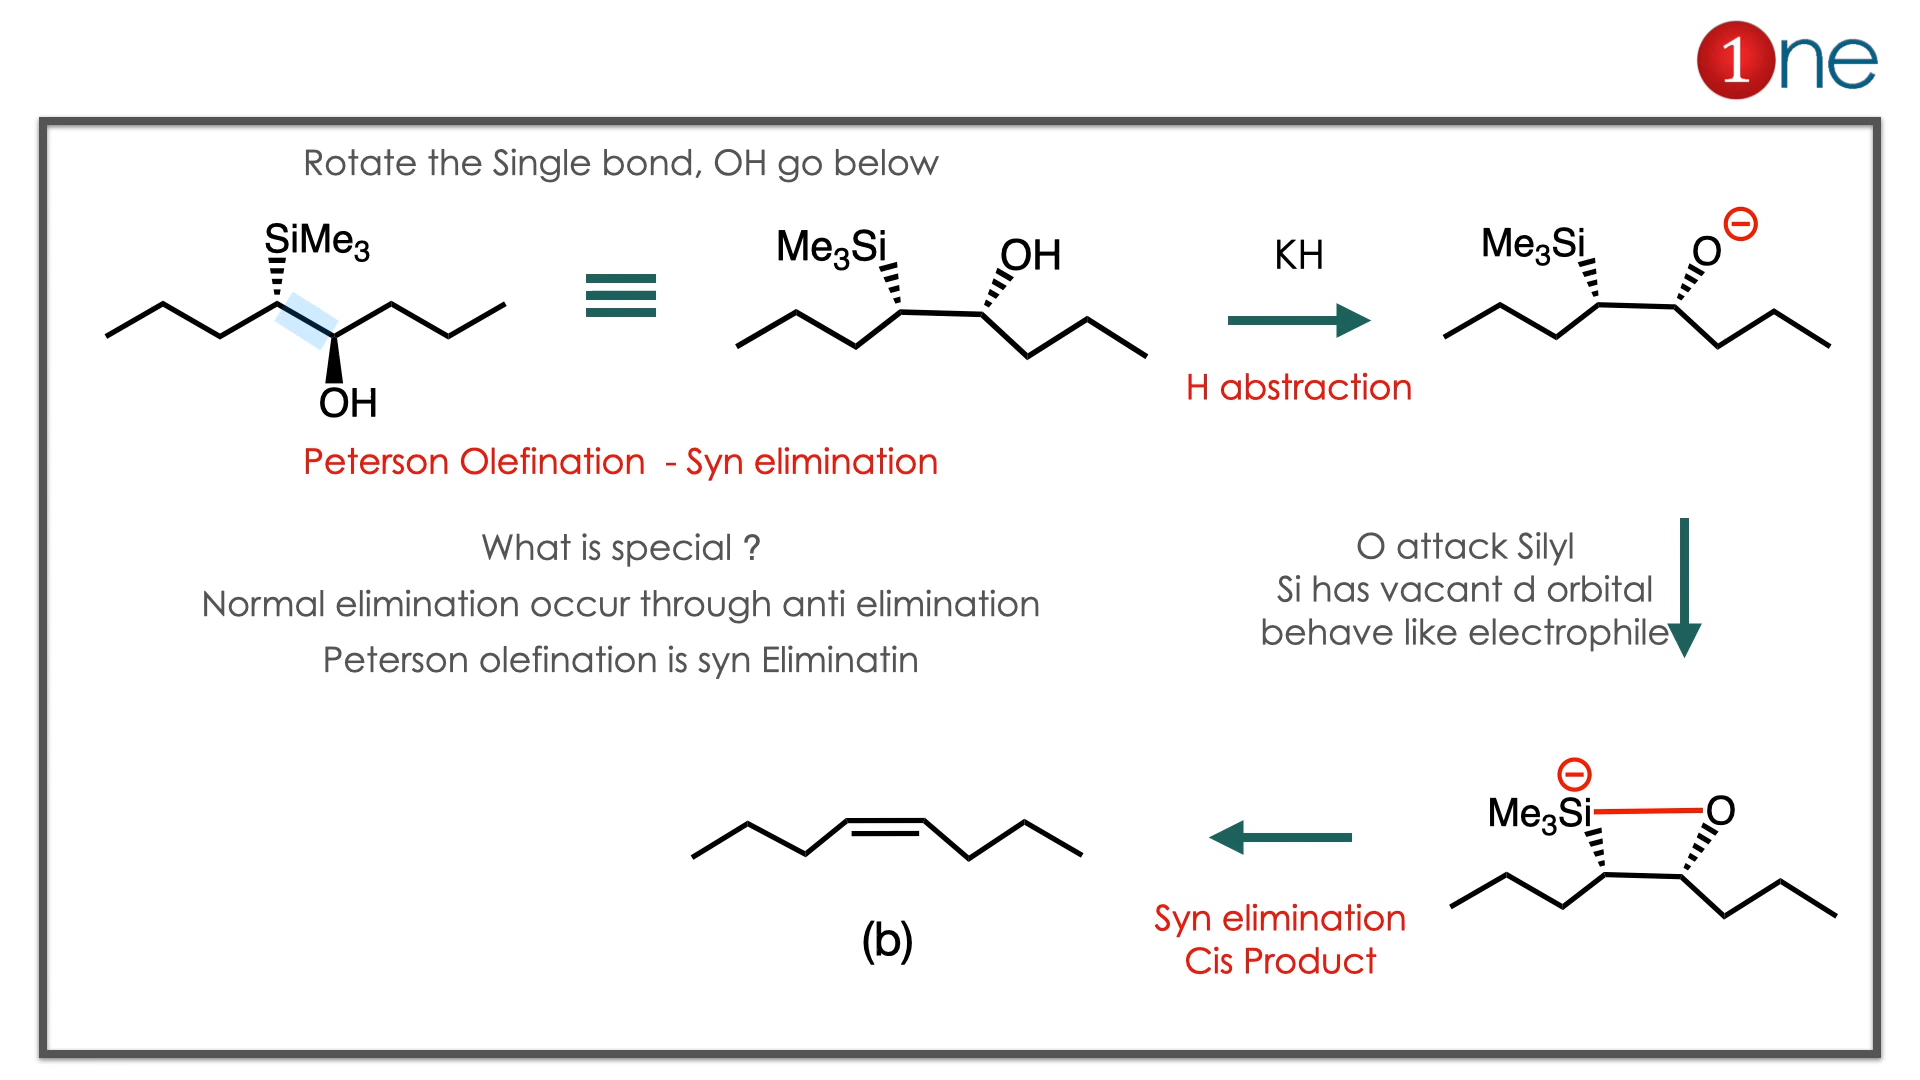 1ne
Rotate the Single bond, OH go below
SiMe3
OH
Me3Si
OH
KH
H abstraction
Me3Si
O
⊖
Peterson Olefination - Syn elimination
What is special ?
Normal elimination occur through anti elimination
Peterson olefination is syn Eliminatin
O attack Silyl
Si has vacant d orbital
behave like electrophile
⊖
Me3Si
O
Syn elimination
Cis Product
(b)